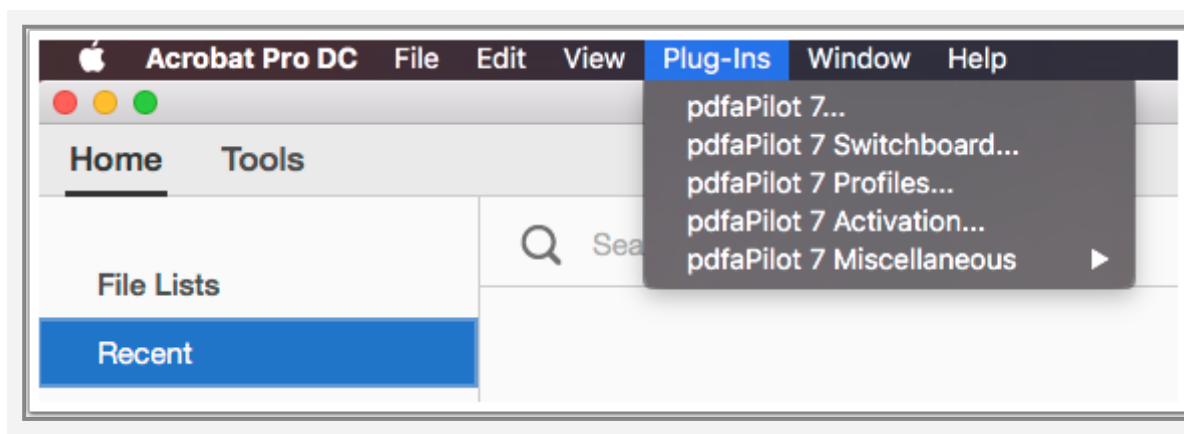 Acrobat Pro DC File Edit View Plug-Ins Window Help
pdfaPilot 7...
pdfaPilot 7 Switchboard...
pdfaPilot 7 Profiles...
pdfaPilot 7 Activation...
pdfaPilot 7 Miscellaneous
Home Tools
Sea
File Lists
Recent